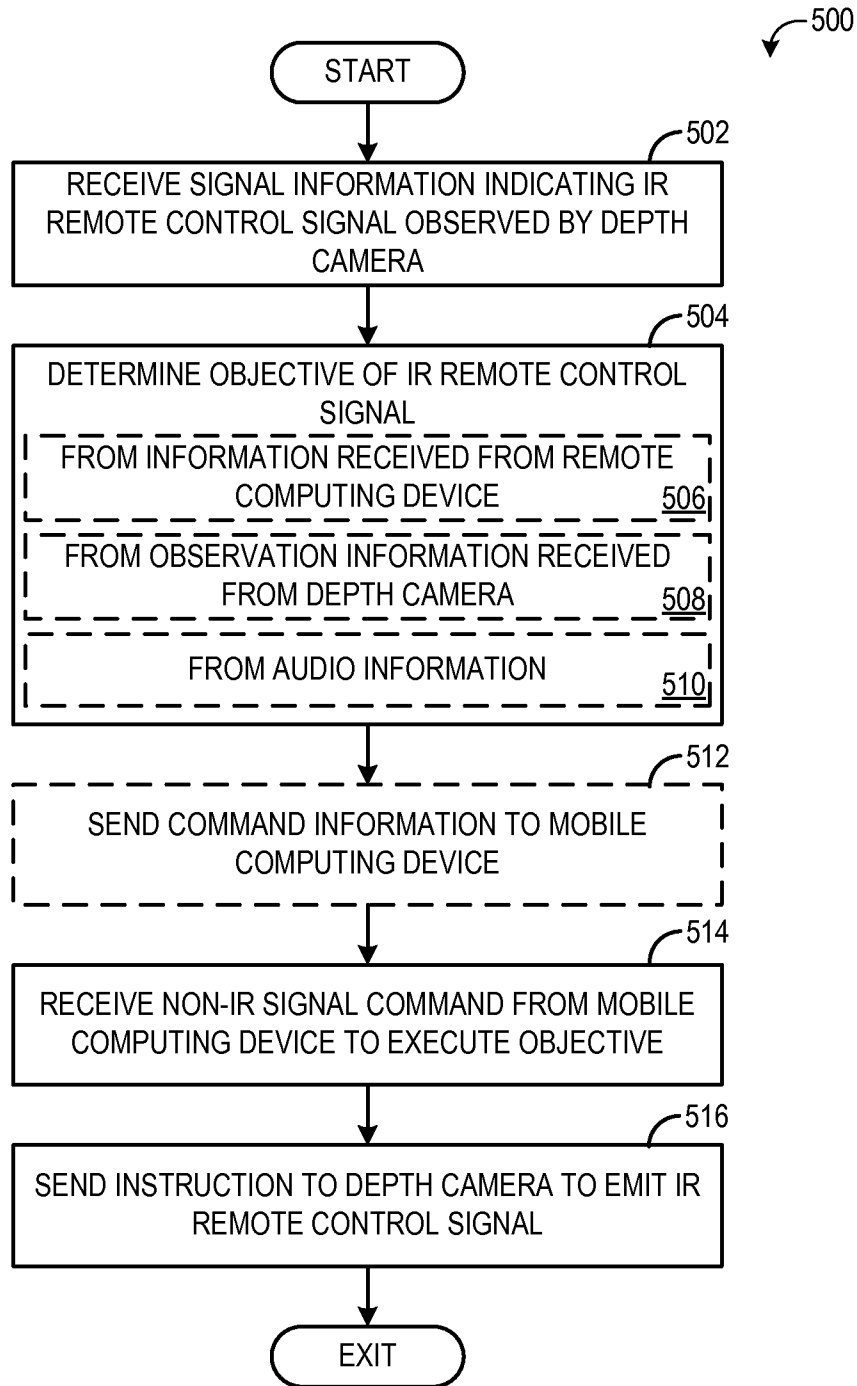 500
START
502
RECEIVE SIGNAL INFORMATION INDICATING IR
REMOTE CONTROL SIGNAL OBSERVED BY DEPTH
CAMERA
504
DETERMINE OBJECTIVE OF IR REMOTE CONTROL
SIGNAL
FROM INFORMATION RECEIVED FROM REMOTE
COMPUTING DEVICE
506
FROM OBSERVATION INFORMATION RECEIVED
FROM DEPTH CAMERA
508
FROM AUDIO INFORMATION
510
512
SEND COMMAND INFORMATION TO MOBILE
COMPUTING DEVICE
514
RECEIVE NON-IR SIGNAL COMMAND FROM MOBILE
COMPUTING DEVICE TO EXECUTE OBJECTIVE
516
SEND INSTRUCTION TO DEPTH CAMERA TO EMIT IR
REMOTE CONTROL SIGNAL
EXIT